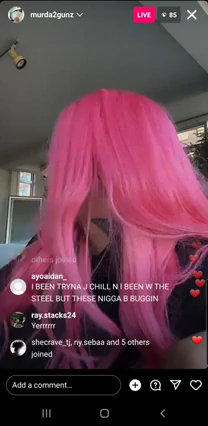 murda2gunz
LIVE
85
others joined
ayoaidan_
I BEEN TRYNA J CHILL N I BEEN W THE
STEEL BUT THESE NIGGA B BUGGIN
ray.stacks24
Yerrrrrr
shecrave_tj, ny.sebaa and 5 others
joined
Add a comment...